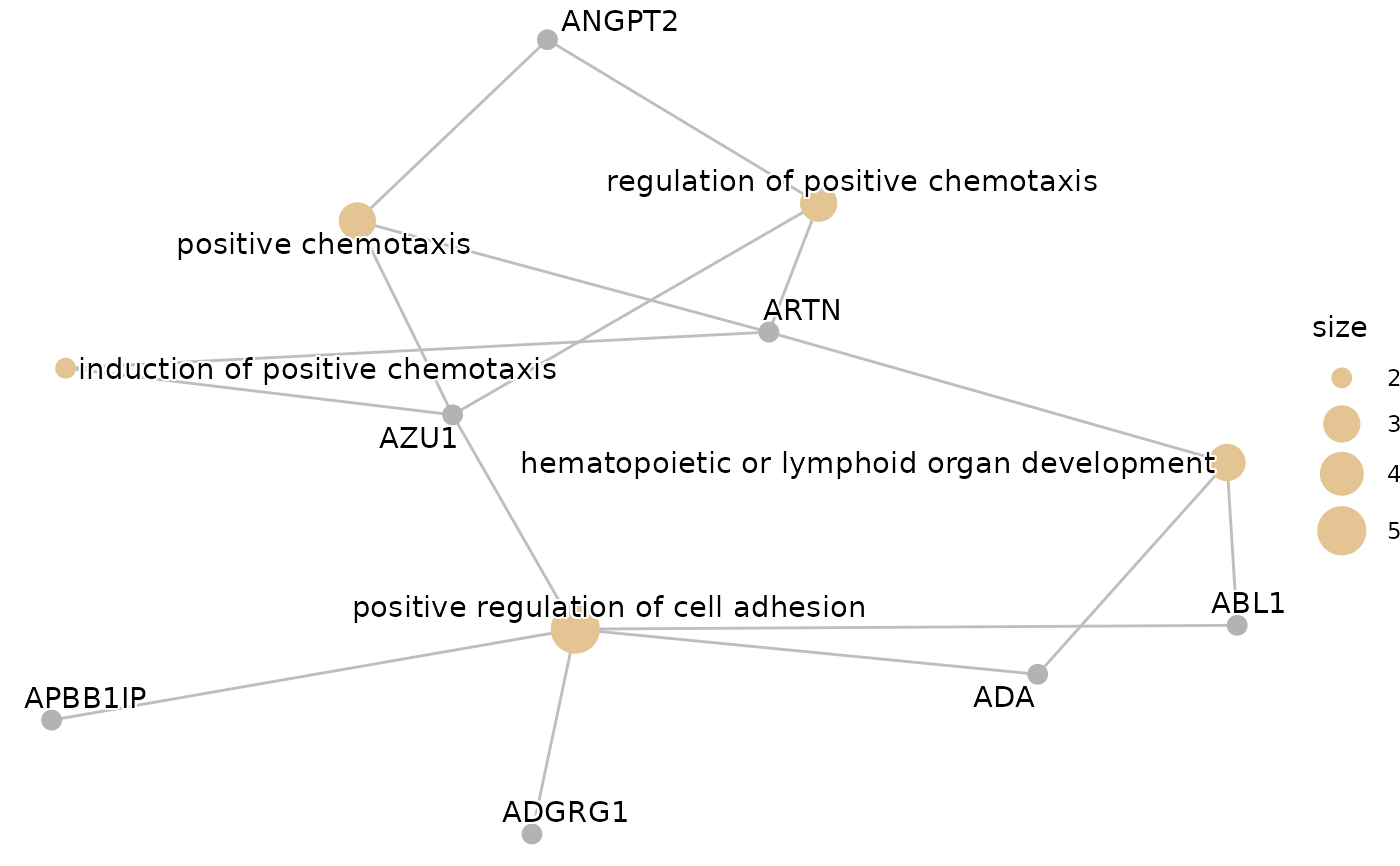 ANGPT2
regulation of positive chemotaxis
positive chemotaxis
ARTN
size
induction of positive chemotaxis
2
3
AZU1
hematopoietic or lymphoid organ development
4
5
positive regulation of cell adhesion
ABL1
APBB1IP
ADA
ADGRG1